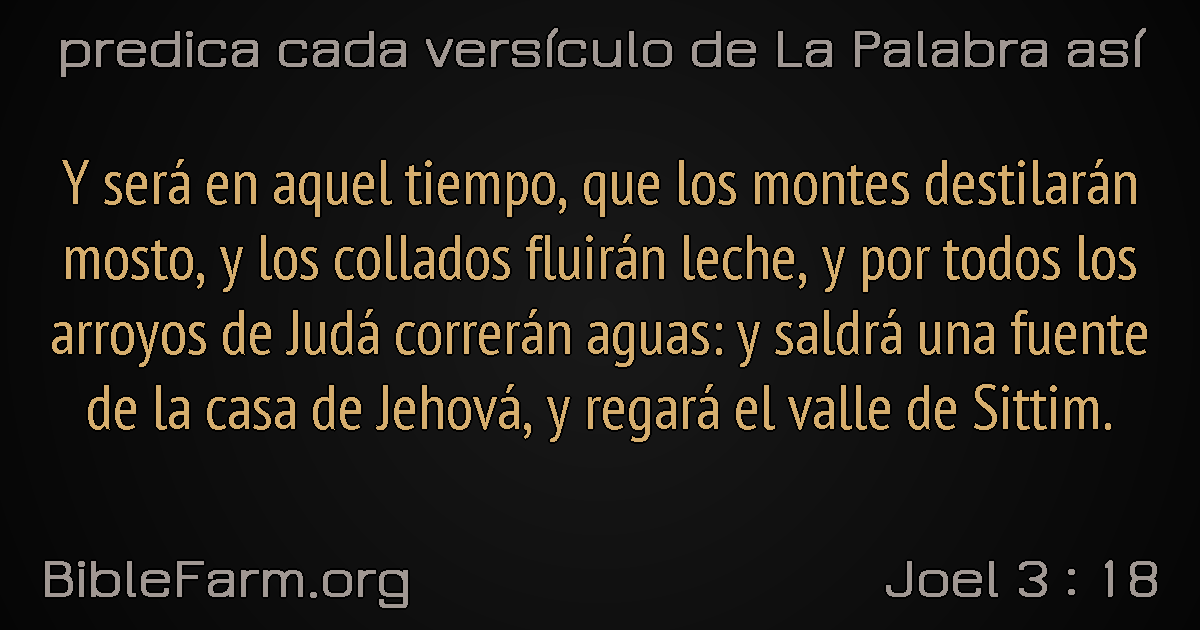 predica cada versículo de La Palabra así
Y será en aquel tiempo, que los montes destilarán
mosto, y los collados fluirán leche, y por todos los
arroyos de Judá correrán aguas: y saldrá una fuente
de la casa de Jehová, y regará el valle de Sittim.
BibleFarm.org
Joel 3 : 18